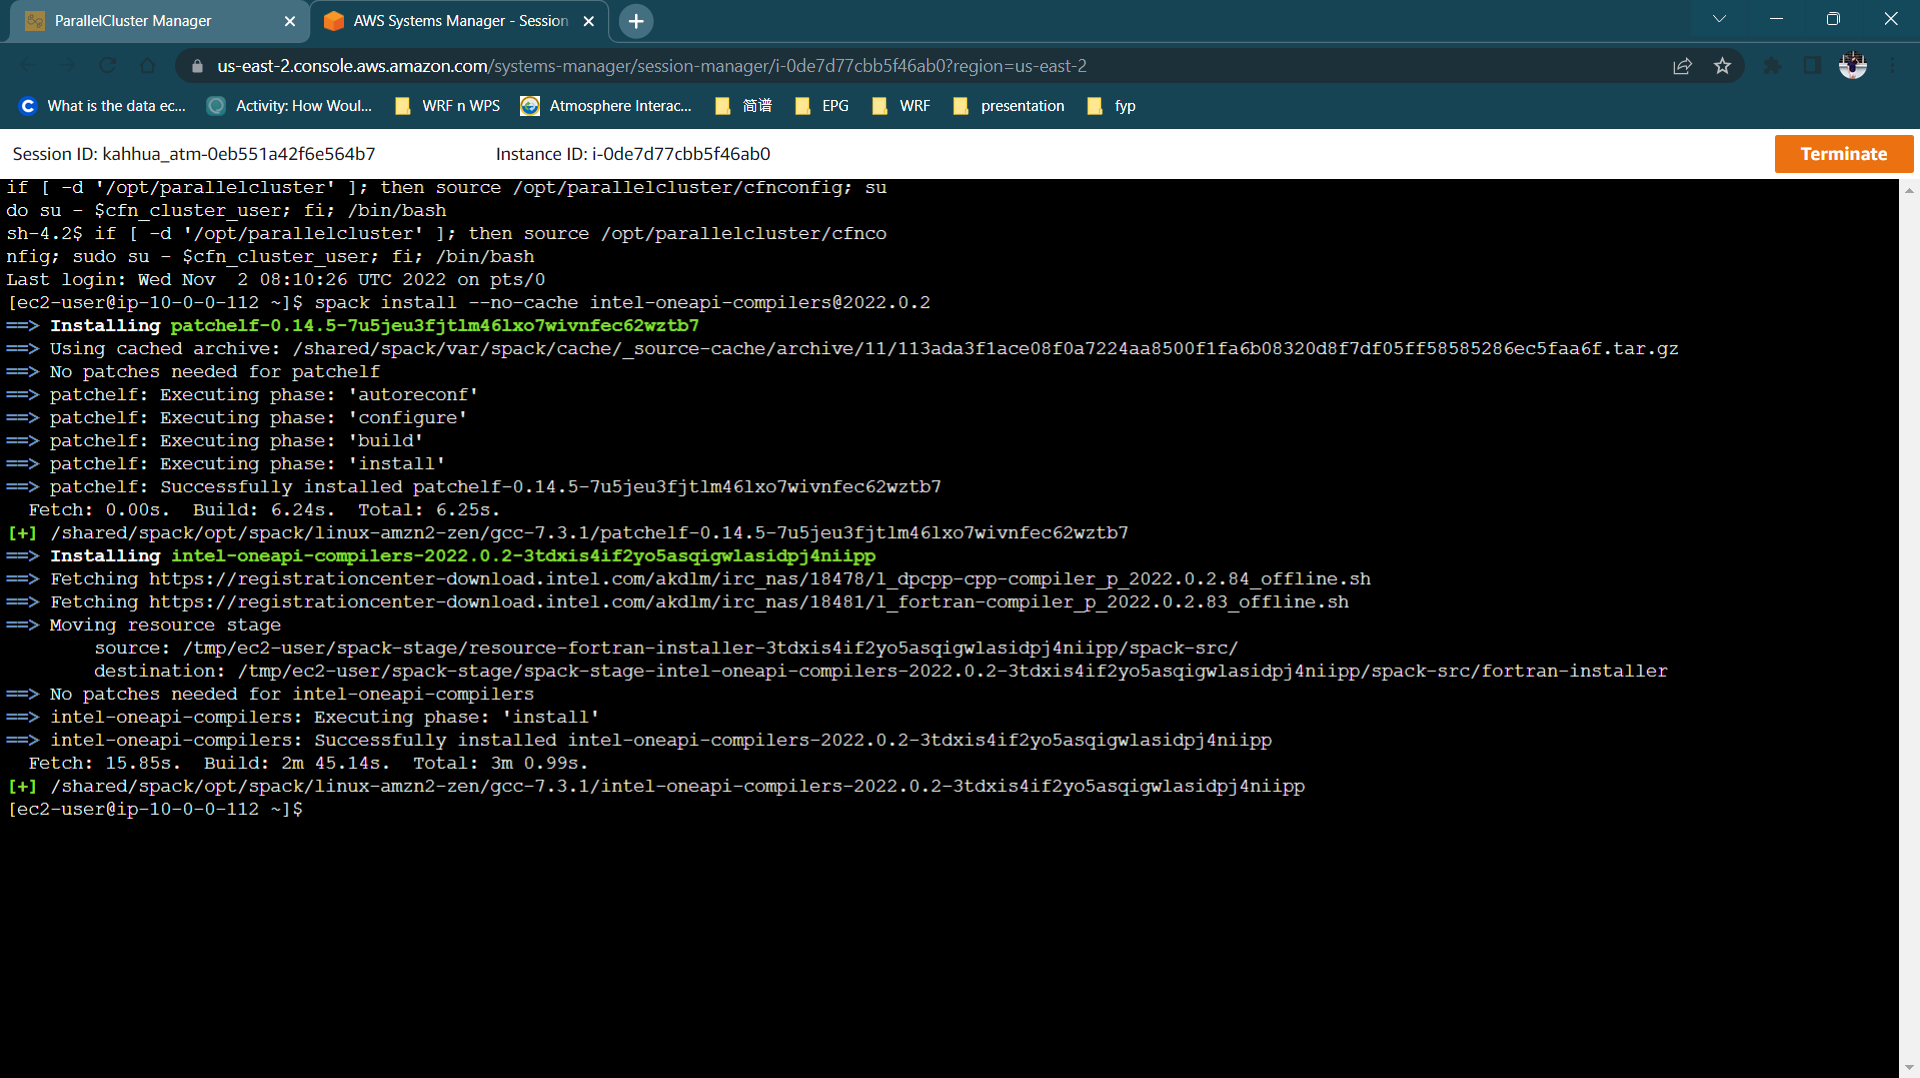 ParallelCluster Manager
AWS Systems Manager - Session
us-east-2.console.aws.amazon.com/systems-manager/session-manager/i-0de7d77cbb5f46ab0?region=us-east-2
What is the data ec...
Activity: How Woul...
WRF n WPS
Atmosphere Interac...
简谱
EPG
WRF
presentation
fyp
Session ID: kahhua_atm-0eb551a42f6e564b7
Instance ID: i-0de7d77cbb5f46ab0
Terminate
if [ -d '/opt/parallelcluster' ]; then source /opt/parallelcluster/cfnconfig; su
do su - $cfn_cluster_user; fi; /bin/bash
sh-4.2$ if [ -d '/opt/parallelcluster' ]; then source /opt/parallelcluster/cfnco
nfig; sudo su - $cfn_cluster_user; fi; /bin/bash
Last login: Wed Nov  2 08:10:26 UTC 2022 on pts/0
[ec2-user@ip-10-0-0-112 ~]$ spack install --no-cache intel-oneapi-compilers@2022.0.2
==> Installing patchelf-0.14.5-7u5jeu3fjtlm46lxo7wivnfec62wztb7
==> Using cached archive: /shared/spack/var/spack/cache/_source-cache/archive/11/113ada3f1ace08f0a7224aa8500f1fa6b08320d8f7df05ff58585286ec5faa6f.tar.gz
==> No patches needed for patchelf
==> patchelf: Executing phase: 'autoreconf'
==> patchelf: Executing phase: 'configure'
==> patchelf: Executing phase: 'build'
==> patchelf: Executing phase: 'install'
==> patchelf: Successfully installed patchelf-0.14.5-7u5jeu3fjtlm46lxo7wivnfec62wztb7
  Fetch: 0.00s.  Build: 6.24s.  Total: 6.25s.
[+] /shared/spack/opt/spack/linux-amzn2-zen/gcc-7.3.1/patchelf-0.14.5-7u5jeu3fjtlm46lxo7wivnfec62wztb7
==> Installing intel-oneapi-compilers-2022.0.2-3tdxis4if2yo5asqigwlasidpj4niipp
==> Fetching https://registrationcenter-download.intel.com/akdlm/irc_nas/18478/l_dpcpp-cpp-compiler_p_2022.0.2.84_offline.sh
==> Fetching https://registrationcenter-download.intel.com/akdlm/irc_nas/18481/l_fortran-compiler_p_2022.0.2.83_offline.sh
==> Moving resource stage
        source: /tmp/ec2-user/spack-stage/resource-fortran-installer-3tdxis4if2yo5asqigwlasidpj4niipp/spack-src/
        destination: /tmp/ec2-user/spack-stage/spack-stage-intel-oneapi-compilers-2022.0.2-3tdxis4if2yo5asqigwlasidpj4niipp/spack-src/fortran-installer
==> No patches needed for intel-oneapi-compilers
==> intel-oneapi-compilers: Executing phase: 'install'
==> intel-oneapi-compilers: Successfully installed intel-oneapi-compilers-2022.0.2-3tdxis4if2yo5asqigwlasidpj4niipp
  Fetch: 15.85s.  Build: 2m 45.14s.  Total: 3m 0.99s.
[+] /shared/spack/opt/spack/linux-amzn2-zen/gcc-7.3.1/intel-oneapi-compilers-2022.0.2-3tdxis4if2yo5asqigwlasidpj4niipp
[ec2-user@ip-10-0-0-112 ~]$